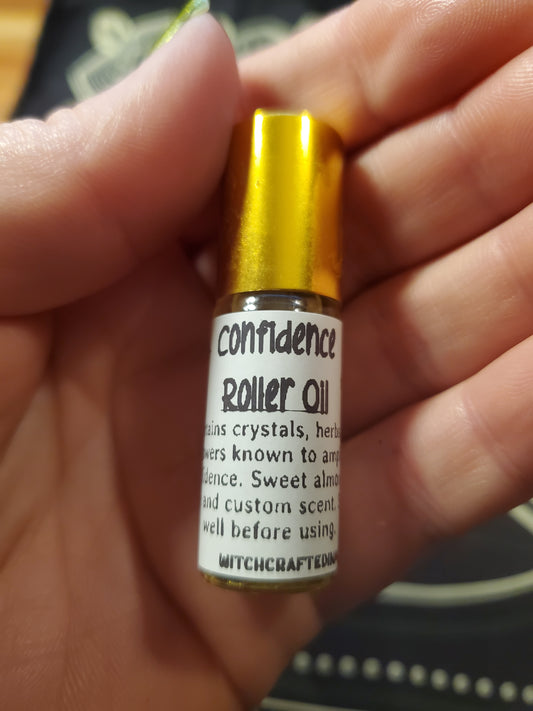 Confidence
Roller Oil
tains crystals, herb
wers known to amp
idence. Sweet almo
and custom scent.
well before using.
WITCHCRAFTEDIN